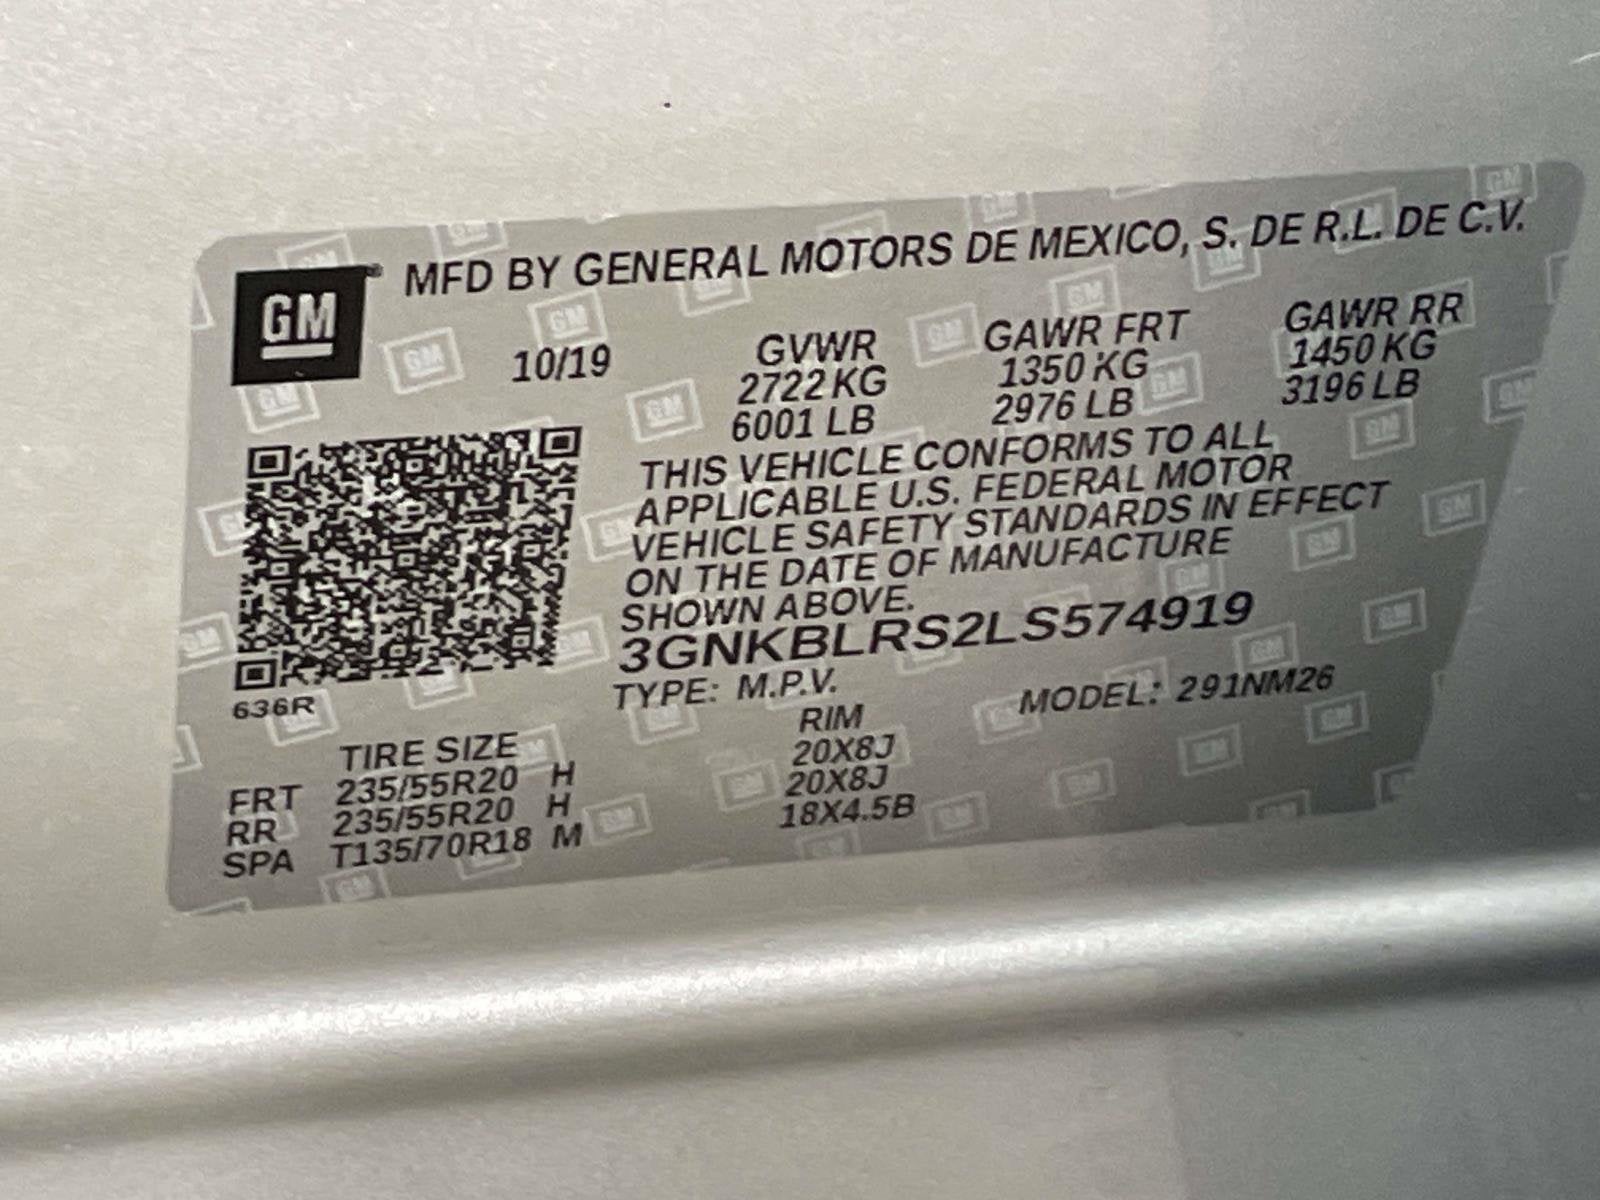 GM MFD BY GENERAL MOTORS DE MEXICO, S. DE R.L. DE C.V.
10/19 GVWR GAWR FRT GAWR RR
2722 KG 1350 KG 1450 KG
6001 LB 2976 LB 3196 LB
THIS VEHICLE CONFORMS TO ALL
APPLICABLE U.S. FEDERAL MOTOR
VEHICLE SAFETY STANDARDS IN EFFECT
ON THE DATE OF MANUFACTURE
SHOWN ABOVE.
3GNKBLRS2LS574919
TYPE: M.P.V. MODEL: 291NM26
636R
TIRE SIZE RIM
FRT 235/55R20 H 20X8J
RR 235/55R20 H 20X8J
SPA T135/70R18 M 18X4.5B